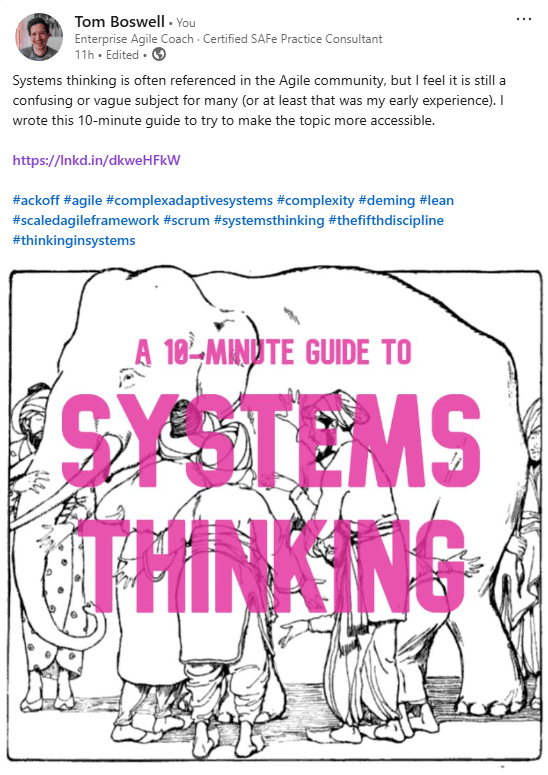 Tom Boswell • You
Enterprise Agile Coach · Certified SAFe Practice Consultant
11h • Edited •
Systems thinking is often referenced in the Agile community, but I feel it is still a
confusing or vague subject for many (or at least that was my early experience). I
wrote this 10-minute guide to try to make the topic more accessible.
https://lnkd.in/dkweHFkW
#ackoff #agile #complexadaptivesystems #complexity #deming #lean
#scaledagileframework #scrum #systemsthinking #thefifthdiscipline
#thinkinginsystems
A 10-MINUTE GUIDE TO
SYSTEMS
THINKING